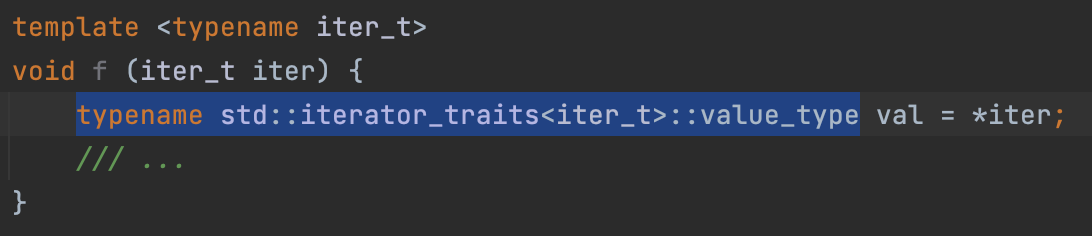 template <typename iter_t>
void f (iter_t iter) {
    typename std::iterator_traits<iter_t>::value_type val = *iter;
    /// ...
}